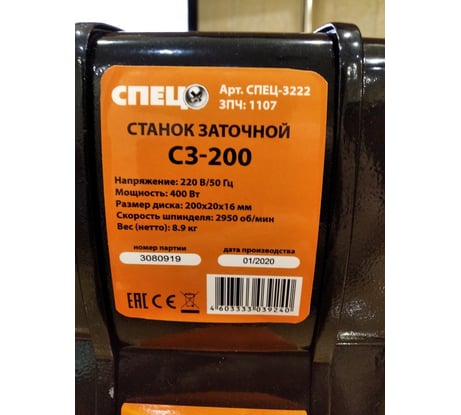 СПЕЦ
Арт. СПЕЦ-3222
ЗПЧ: 1107
СТАНОК ЗАТОЧНОЙ
СЗ-200
Напряжение: 220 В/50 Гц
Мощность: 400 Вт
Размер диска: 200x20x16 мм
Скорость шпинделя: 2950 об/мин
Вес (нетто): 8.9 кг
номер партии
дата производства
3080919
01/2020
EAC CE
4 603333 039240